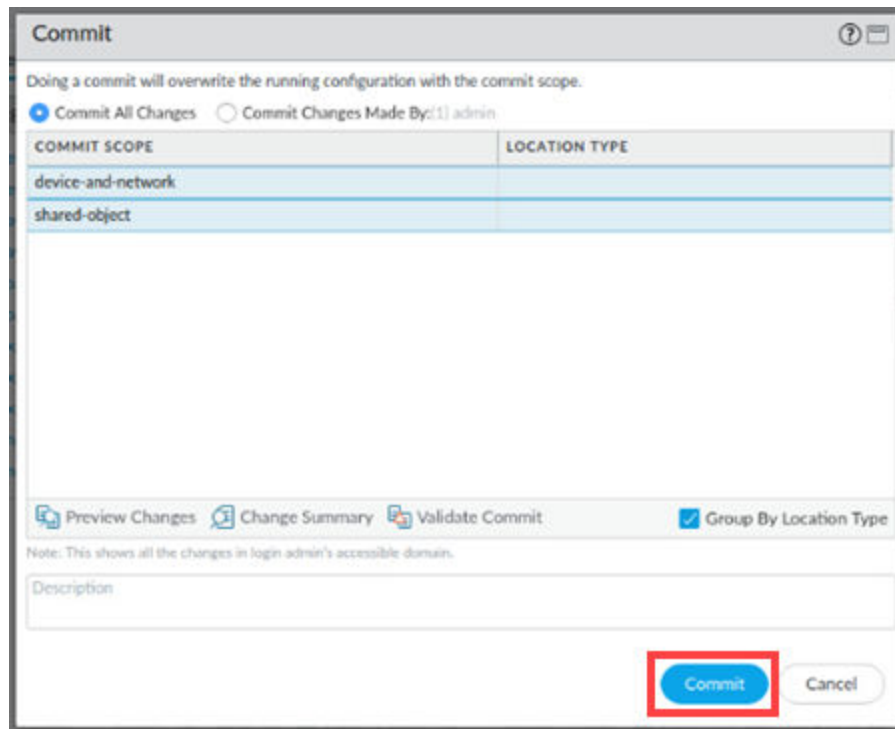 Commit
Doing a commit will overwrite the running configuration with the commit scope.
Commit All Changes Commit Changes Made By:(1) admin
COMMIT SCOPE LOCATION TYPE
device-and-network
shared-object
Preview Changes Change Summary Validate Commit Group By Location Type
Note: This shows all the changes in login admin's accessible domain.
Description
Commit Cancel